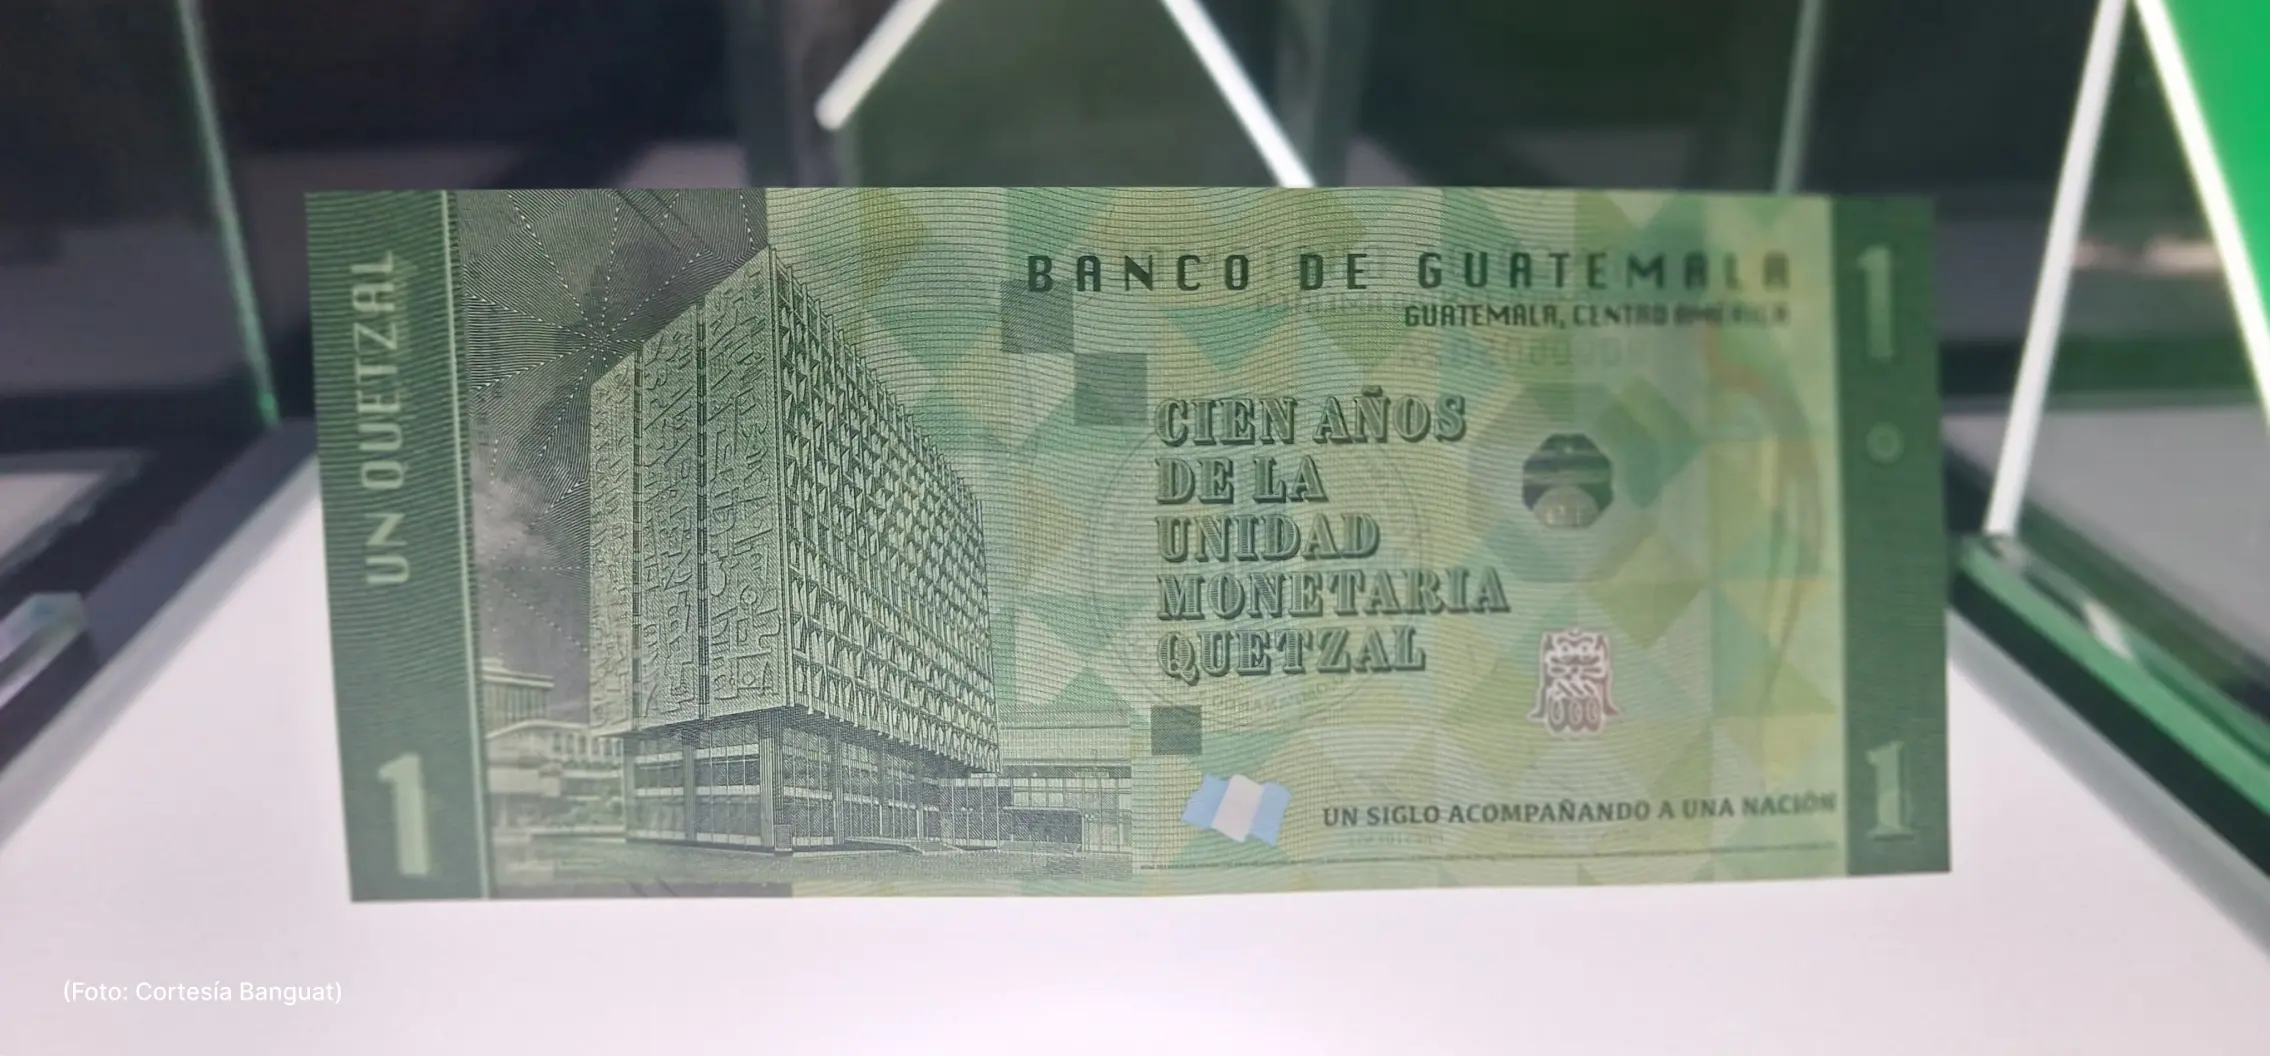 UN QUETZAL
1
BANCO DE GUATEMALA
GUATEMALA, CENTRO AMÉRICA
1
CIEN AÑOS
DE LA
UNIDAD
MONETARIA
QUETZAL
UN SIGLO ACOMPAÑANDO A UNA NACIÓN
1
(Foto: Cortesía Banguat)